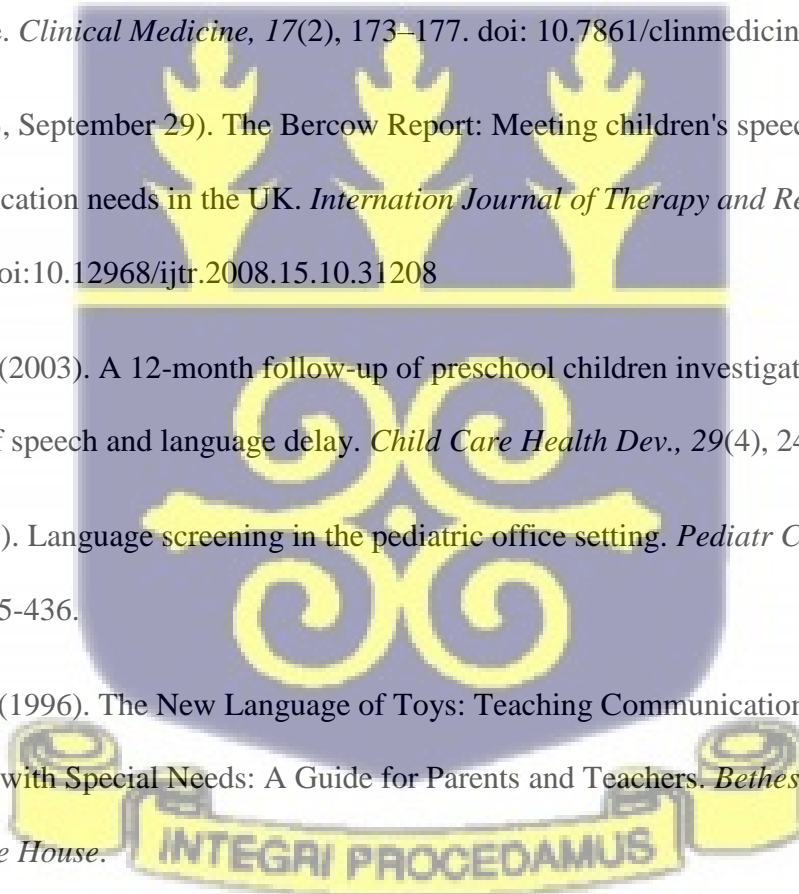 e. Clinical Medicine, 17(2), 173–177. doi: 10.7861/clinmedicin
, September 29). The Bercow Report: Meeting children's speec
ication needs in the UK. Internation Journal of Therapy and Re
oi:10.12968/ijtr.2008.15.10.31208
(2003). A 12-month follow-up of preschool children investigat
f speech and language delay. Child Care Health Dev., 29(4), 24
). Language screening in the pediatric office setting. Pediatr C
5-436.
(1996). The New Language of Toys: Teaching Communication
with Special Needs: A Guide for Parents and Teachers. Bethes
e House.
INTEGRI PROCEDAMUS